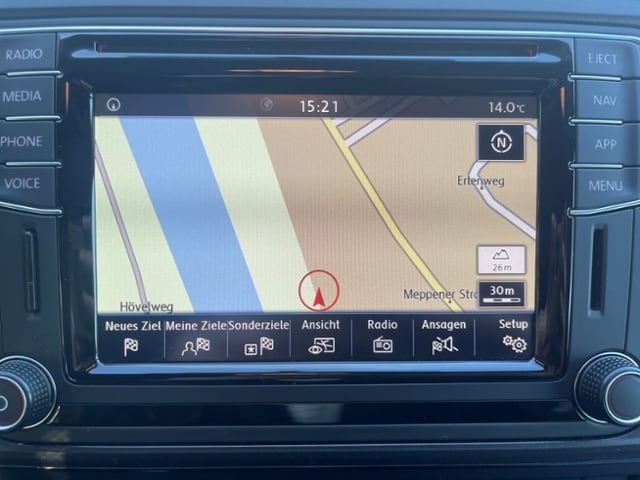 RADIO
MEDIA
PHONE
VOICE
EJECT
NAV
APP
MENU
15:21
14.0°C
N
Erlenweg
26m
30m
Hövelweg
Meppener Stra
Neues Ziel
Meine Ziele
Sonderziele
Ansicht
Radio
Ansagen
Setup